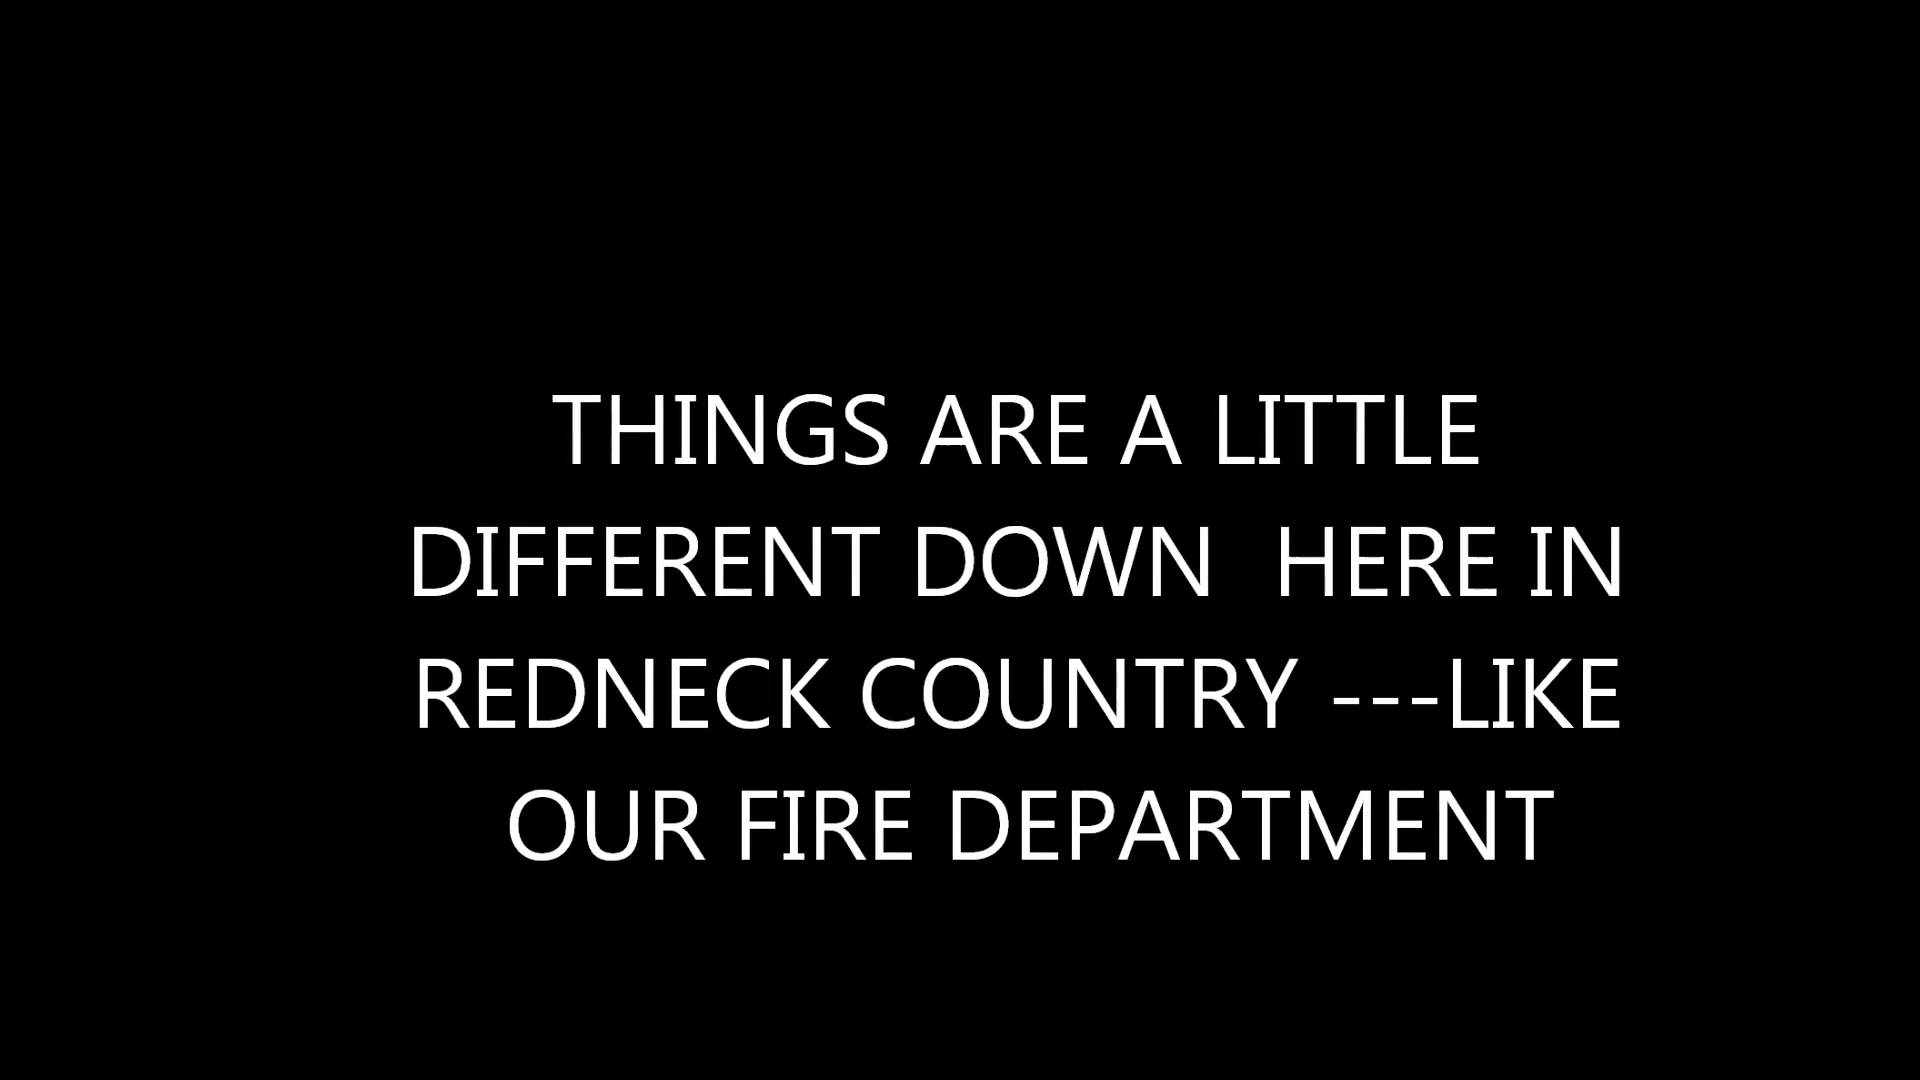 THINGS ARE A LITTLE
DIFFERENT DOWN  HERE IN
REDNECK COUNTRY ---LIKE
OUR FIRE DEPARTMENT